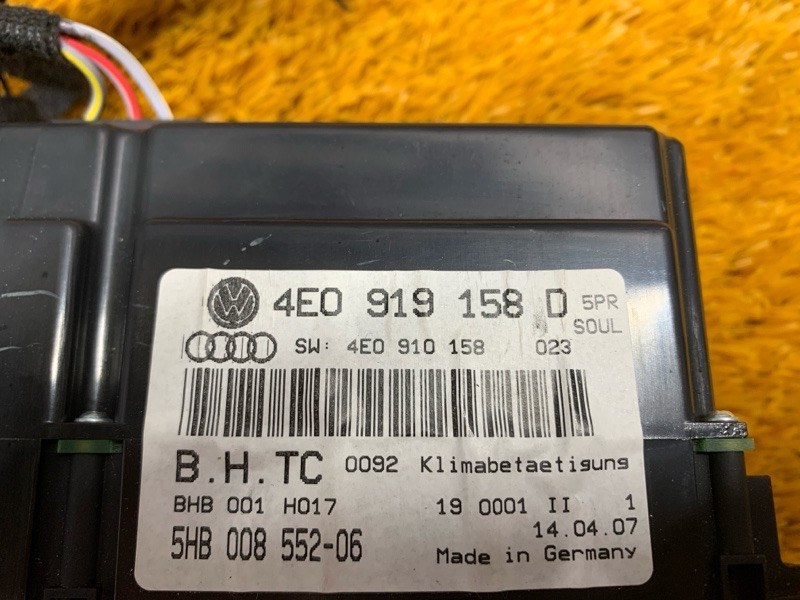 4E0 919 158 D 5PR
SOUL
SW: 4E0 910 158 023
B.H.TC 0092 Klimabetaetigung
BHB 001 H017 19 0001 II 1
14.04.07
5HB 008 552-06 Made in Germany